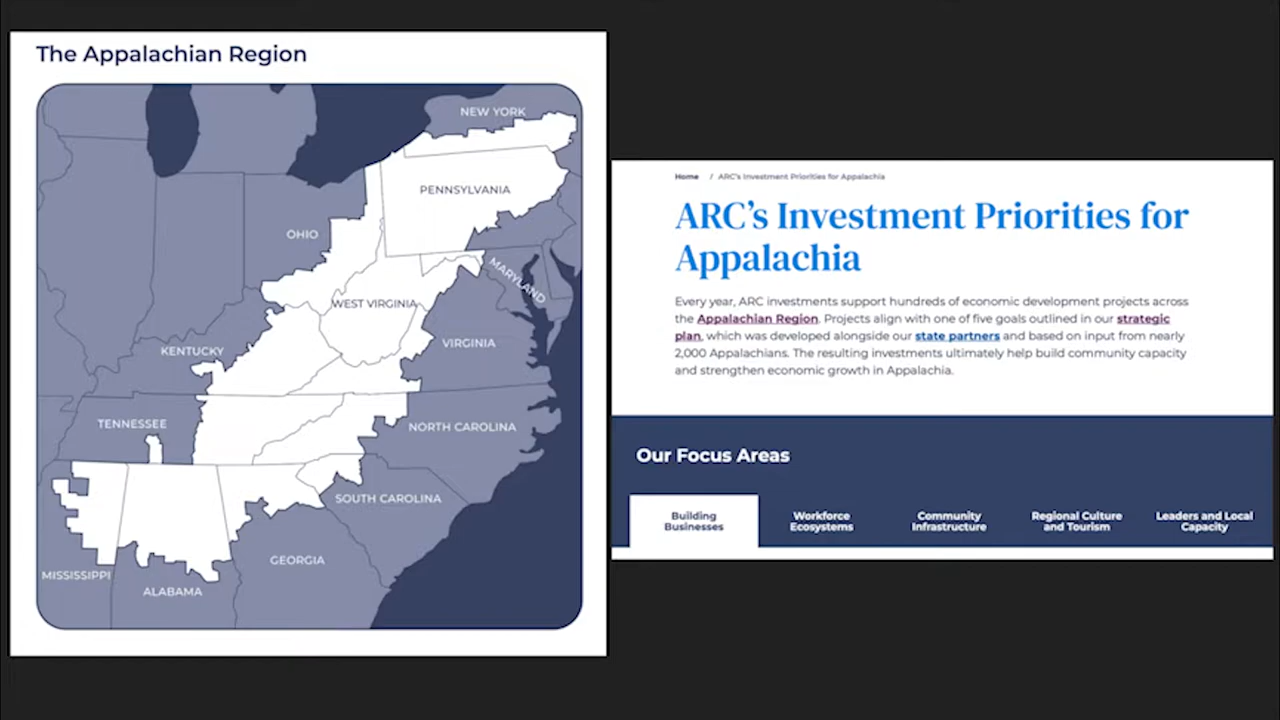 The Appalachian Region
NEW YORK
PENNSYLVANIA
OHIO
MARYLAND
WEST VIRGINIA
VIRGINIA
KENTUCKY
TENNESSEE
NORTH CAROLINA
SOUTH CAROLINA
GEORGIA
MISSISSIPPI
ALABAMA
Home / ARC's Investment Priorities for Appalachia
ARC's Investment Priorities for
Appalachia
Every year, ARC investments support hundreds of economic development projects across
the Appalachian Region. Projects align with one of five goals outlined in our strategic
plan, which was developed alongside our state partners and based on input from nearly
2,000 Appalachians. The resulting investments ultimately help build community capacity
and strengthen economic growth in Appalachia.
Our Focus Areas
Building
Businesses
Workforce
Ecosystems
Community
Infrastructure
Regional Culture
and Tourism
Leaders and Local
Capacity